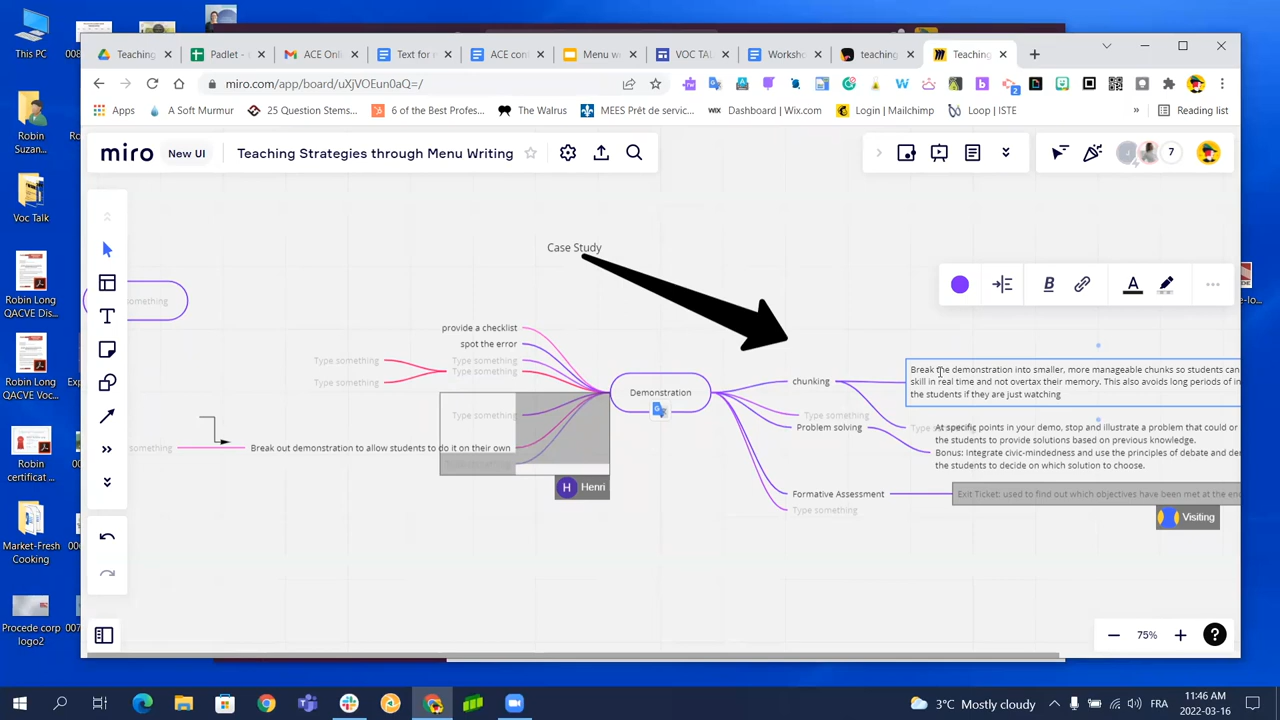 This PC
Robin Suzan...
Voc Talk
Robin Long QACVE Dis...
Robin Long QACVE...
Robin certificat ...
Market-Fresh Cooking
Procede corp logo2
Teaching
Padlet -
ACE Onli
Text for
ACE con
Menu w
VOC TAL
Worksh
teaching
Teaching
miro.com/app/board/uXjVOEun0aQ=/
2
Apps
A Soft Murmur
25 Question Stems...
6 of the Best Profes...
The Walrus
MEES Prêt de servic...
WIX Dashboard | Wix.com
Login | Mailchimp
Loop | ISTE
»
Reading list
miro
New UI
Teaching Strategies through Menu Writing
J
7
Case Study
something
T
B
A
provide a checklist
spot the error
Type something
Type something
Type something
Type something
Type something
something
Break out demonstration to allow students to do it on their own
H Henri
Demonstration
chunking
Break the demonstration into smaller, more manageable chunks so students can
skill in real time and not overtax their memory. This also avoids long periods of in
the students if they are just watching
Type something
Problem solving
At specific points in your demo, stop and illustrate a problem that could or
the students to provide solutions based on previous knowledge.
Bonus: Integrate civic-mindedness and use the principles of debate and de
the students to decide on which solution to choose.
Formative Assessment
Exit Ticket: used to find out which objectives have been met at the en
Type something
Visiting
75%
?
3°C Mostly cloudy
FRA
11:46 AM
2022-03-16